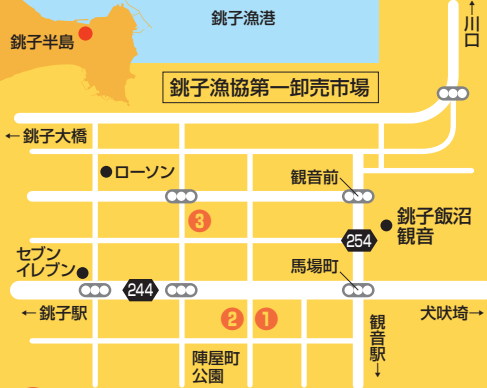 銚子漁港
銚子半島
↑川口
銚子漁協第一卸売市場
←銚子大橋
ローソン
観音前
3
銚子飯沼
観音
254
セブン
イレブン
馬場町
244
←銚子駅
2
1
犬吠埼→
観音駅→
陣屋町
公園